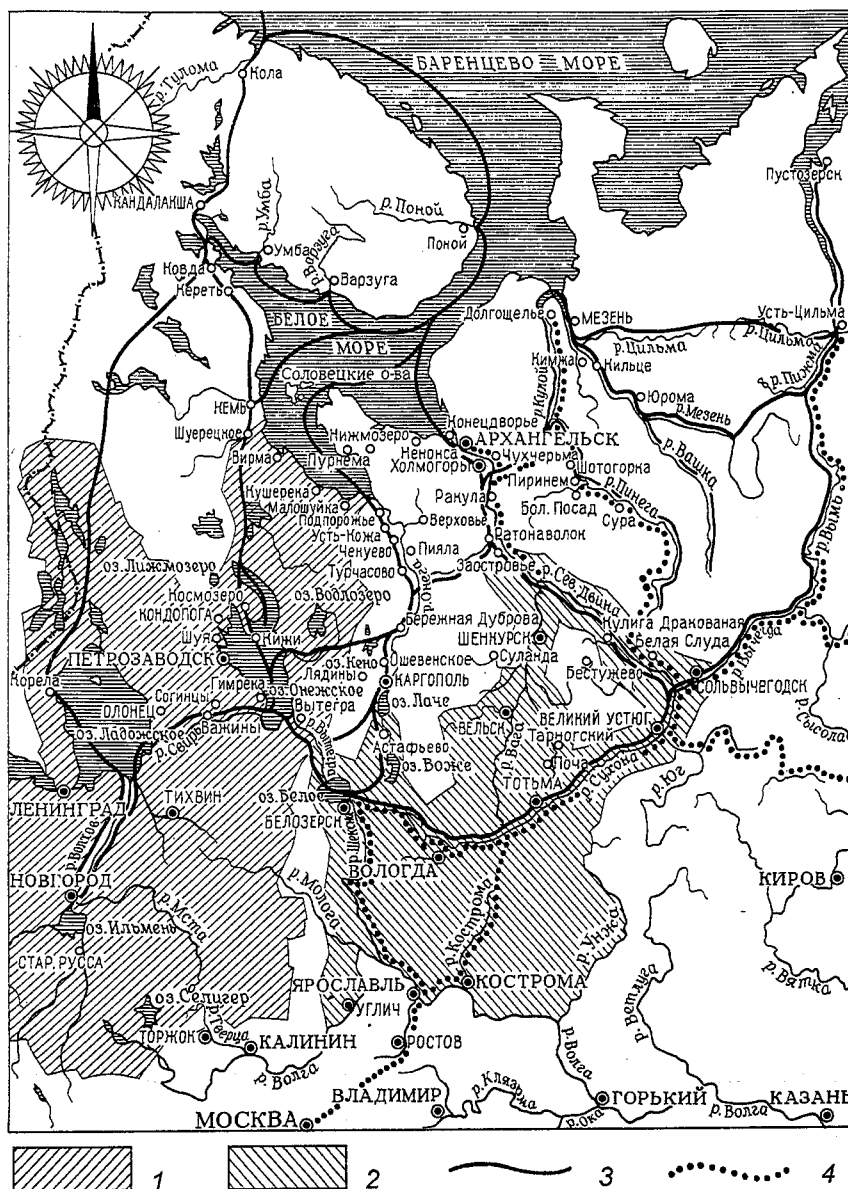 БАРЕНЦЕВО МОРЕ
р. Тулома
Кола
Пустозерск
КАНДАЛАКША
р. Умба
р. Поной
Поной
Умба
р. Варзуга
Варзуга
Ковда
Кереть
БЕЛОЕ
МОРЕ
Долгощелье
МЕЗЕНЬ
Усть-Цильма
р. Цильма
р. Цильма
Соловецкие о-ва
р. Кулой
Кимжа
Кильце
р. Пижма
КЕМЬ
Юрома
р. Мезень
Шуерецкое
Конецдворье
АРХАНГЕЛЬСК
Нижмозеро
Ненокса
Чухчерьма
р. Вашка
Вирма
Пурнема
Холмогоры
Шотогорка
Пиринем
р. Пинега
Кушерека
Ракула
Бол. Посад
Сура
Малошуйка
Подпорожье
Верховье
Усть-Кожа
Ратонаволок
р. Вымь
Чекуево
Пияла
оз. Лижмозеро
Турчасово
Заостровье
р. Сев. Двина
Космозеро
оз. Водлозеро
р. Онега
КОНДОПОГА
Бережная Дуброва
Кулига Дракованая
Шуя
Кижи
ШЕНКУРСК
Белая Слуда
р. Вычегда
ПЕТРОЗАВОДСК
оз. Кено
Ошевенское
Суланда
Лядины
Бестужево
Корела
Гимрека
КАРГОПОЛЬ
СОЛЬВЫЧЕГОДСК
Согинцы
оз. Онежское
оз. Лаче
ОЛОНЕЦ
Вытегра
ВЕЛЬСК
ВЕЛИКИЙ УСТЮГ
р. Сысола
оз. Ладожское
Важины
р. Свирь
р. Вытегра
Астафьево
р. Вага
Тарногский
оз. Воже
Поча
р. Сухона
р. Юг
ЛЕНИНГРАД
ТИХВИН
оз. Белое
ТОТЬМА
БЕЛОЗЕРСК
р. Волхов
р. Шексна
ВОЛОГДА
НОВГОРОД
р. Молога
КИРОВ
р. Мста
р. Кострома
р. Унжа
оз. Ильмень
СТАР. РУССА
р. Ветлуга
р. Вятка
ЯРОСЛАВЛЬ
КОСТРОМА
оз. Селигер
УГЛИЧ
р. Тверца
ТОРЖОК
КАЛИНИН
РОСТОВ
р. Волга
р. Волга
ВЛАДИМИР
р. Клязьма
ГОРЬКИЙ
КАЗАНЬ
МОСКВА
р. Ока
р. Волга
1 2 3 4